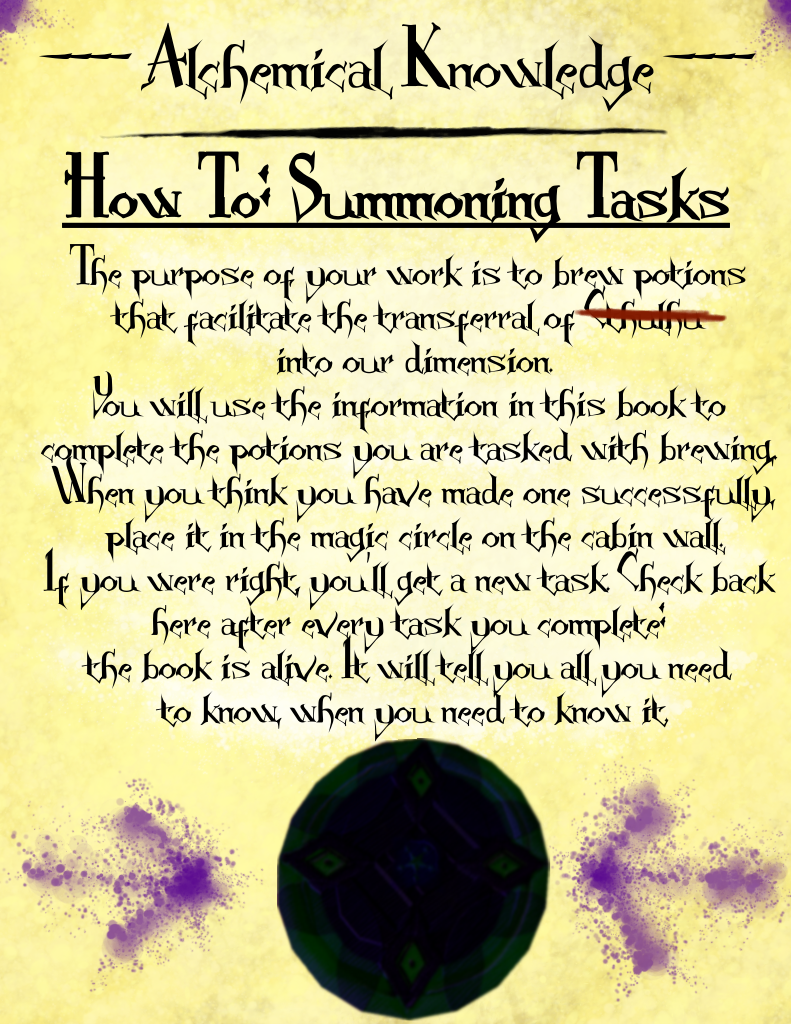 Alchemical Knowledge
How To: Summoning Tasks
The purpose of your work is to brew potions
that facilitate the transferral of Cthulhu
into our dimension.
You will use the information in this book to
complete the potions you are tasked with brewing.
When you think you have made one successfully,
place it in the magic circle on the cabin wall.
If you were right, you'll get a new task. Check back
here after every task you complete:
the book is alive. It will tell you all you need
to know, when you need to know it.